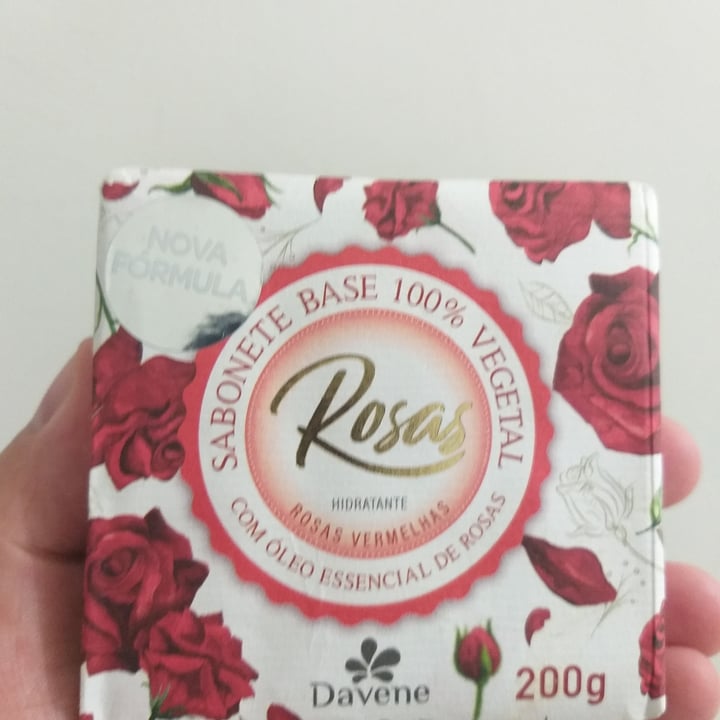 NOVA
FÓRMULA
SABONETE BASE 100% VEGETAL
Rosas
HIDRATANTE
ROSAS VERMELHAS
COM ÓLEO ESSENCIAL DE ROSAS
Davene
200g